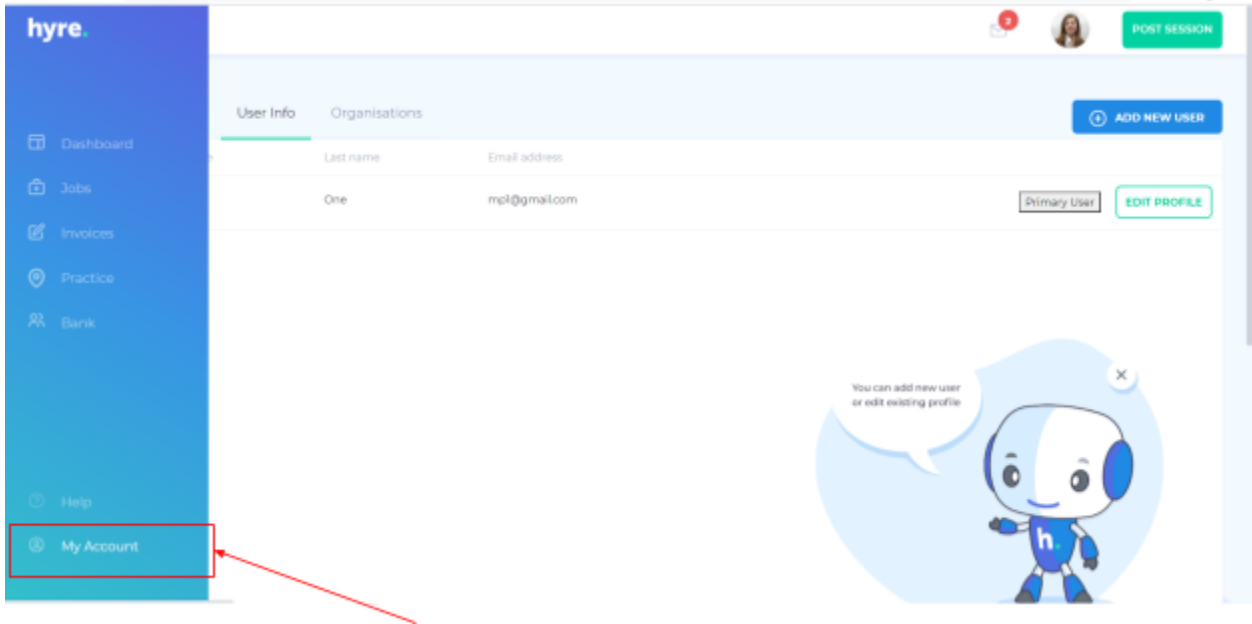 hyre.
2
POST SESSION
User Info
Organisations
ADD NEW USER
Dashboard
Last name
Email address
Jobs
One
mp1@gmail.com
Primary User
EDIT PROFILE
Invoices
Practice
Bank
You can add new user
or edit existing profile
Help
My Account
h.